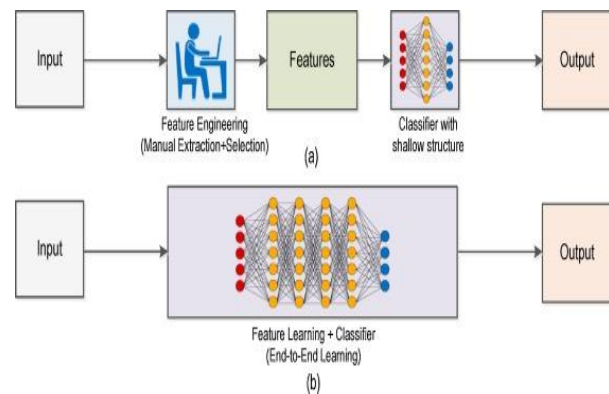 Input
Feature Engineering
(Manual Extraction+Selection)
Features
Classifier with
shallow structure
Output
(a)
Input
Feature Learning + Classifier
(End-to-End Learning)
Output
(b)